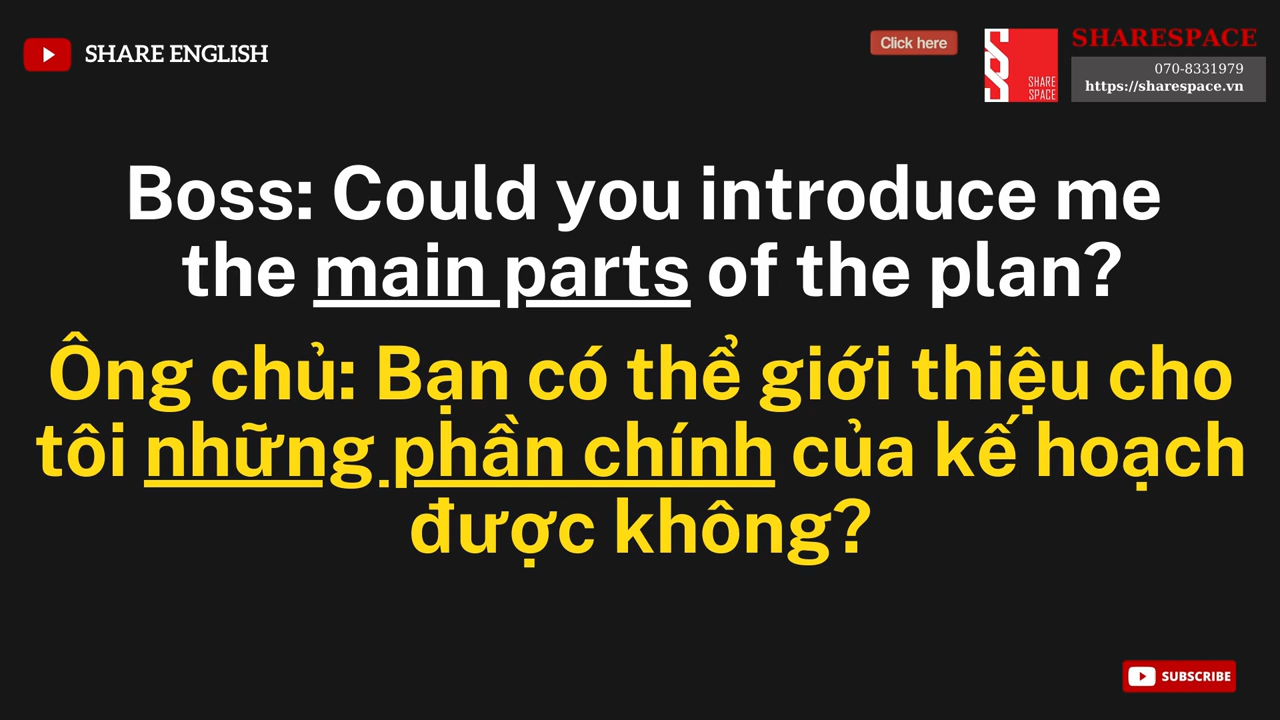 SHARE ENGLISH
Click here
SHARE
SPACE
SHARESPACE
070-8331979
https://sharespace.vn
Boss: Could you introduce me
the main parts of the plan?
Ông chủ: Bạn có thể giới thiệu cho
tôi những phần chính của kế hoạch
được không?
SUBSCRIBE